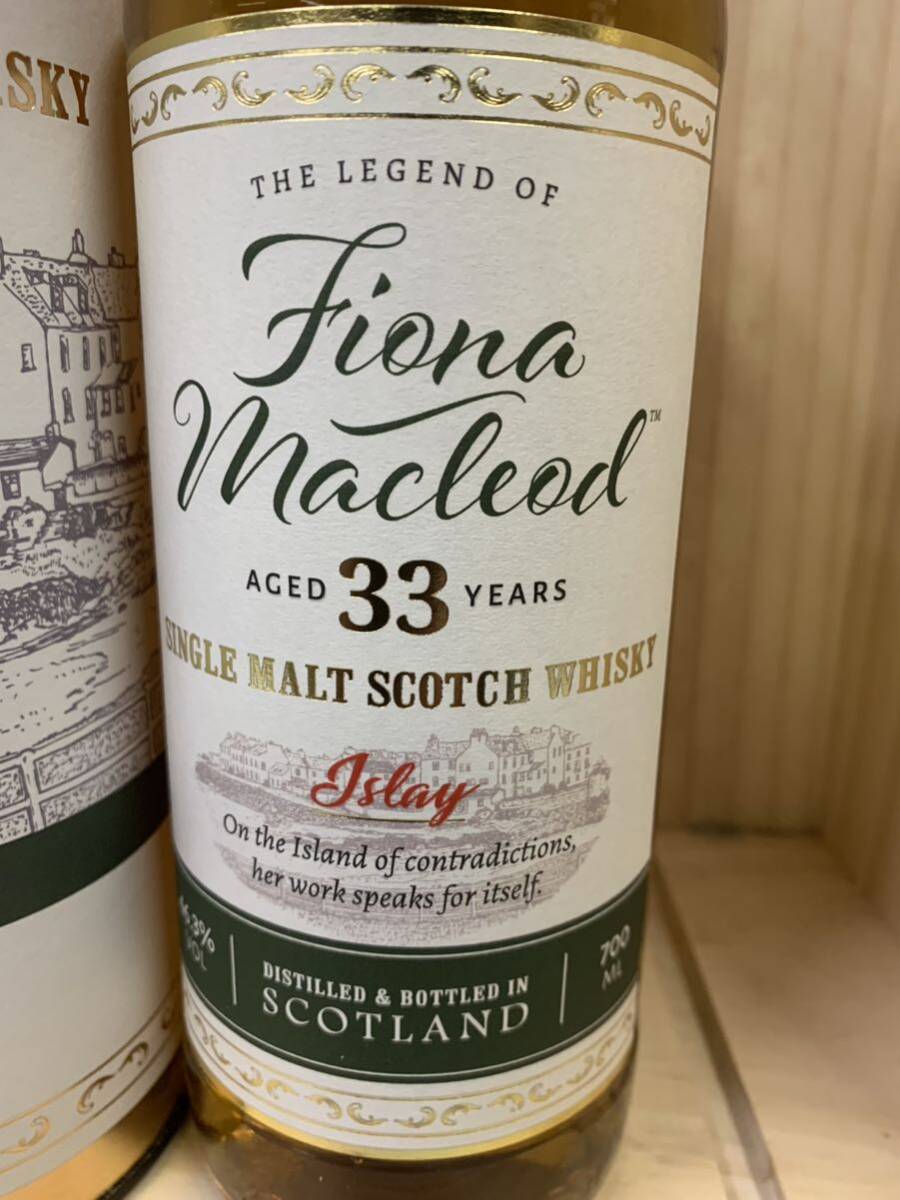 THE LEGEND OF
Fiona
Macleod™
AGED 33 YEARS
SINGLE MALT SCOTCH WHISKY
Islay
On the Island of contradictions,
her work speaks for itself.
DISTILLED & BOTTLED IN
SCOTLAND
700
ML